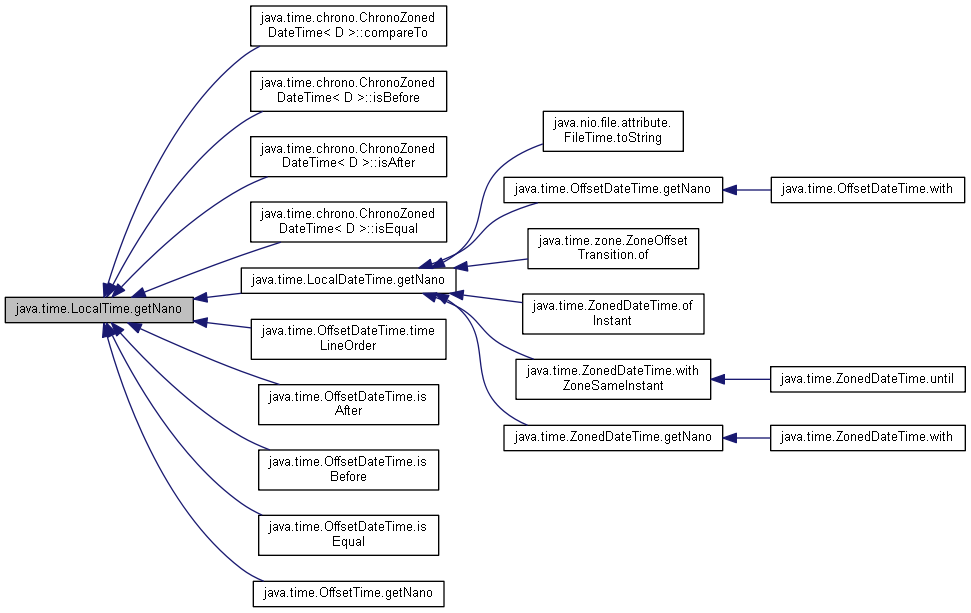 java.time.LocalTime.getNano
java.time.chrono.ChronoZoned
DateTime< D >::compareTo
java.time.chrono.ChronoZoned
DateTime< D >::isBefore
java.time.chrono.ChronoZoned
DateTime< D >::isAfter
java.time.chrono.ChronoZoned
DateTime< D >::isEqual
java.time.LocalDateTime.getNano
java.time.OffsetDateTime.time
LineOrder
java.time.OffsetDateTime.is
After
java.time.OffsetDateTime.is
Before
java.time.OffsetDateTime.is
Equal
java.time.OffsetTime.getNano
java.nio.file.attribute.
FileTime.toString
java.time.OffsetDateTime.getNano
java.time.zone.ZoneOffset
Transition.of
java.time.ZonedDateTime.of
Instant
java.time.ZonedDateTime.with
ZoneSameInstant
java.time.ZonedDateTime.getNano
java.time.OffsetDateTime.with
java.time.ZonedDateTime.until
java.time.ZonedDateTime.with